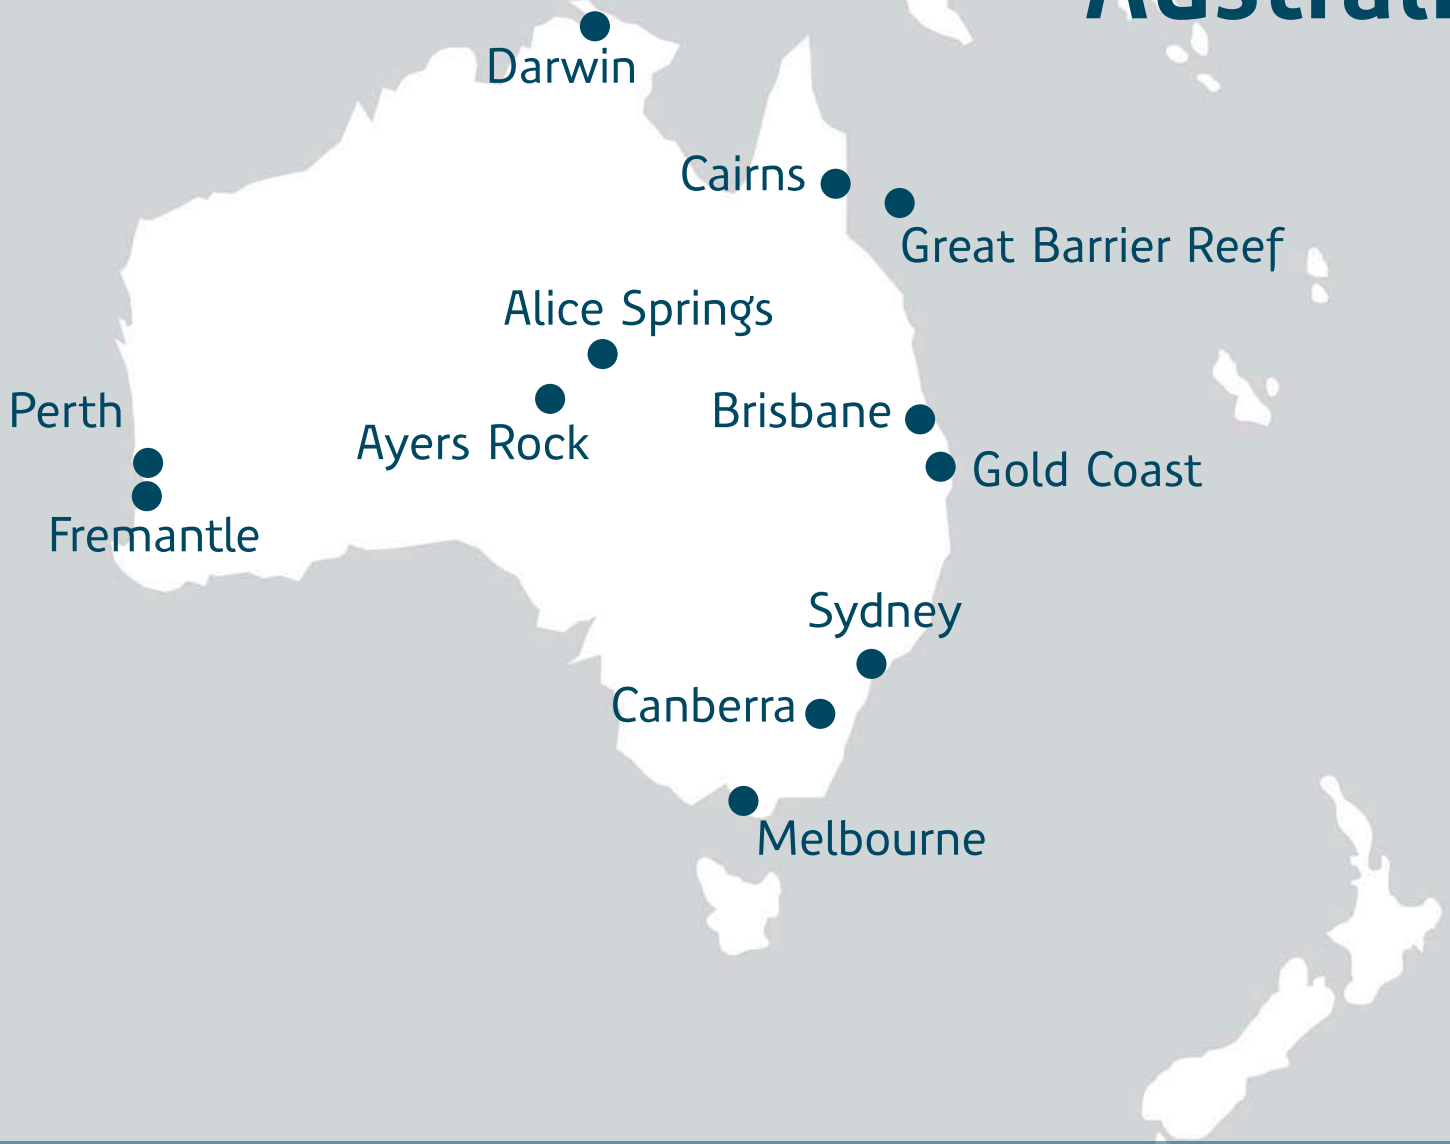 Darwin
Cairns
Great Barrier Reef
Alice Springs
Perth
Brisbane
Ayers Rock
Gold Coast
Fremantle
Sydney
Canberra
Melbourne